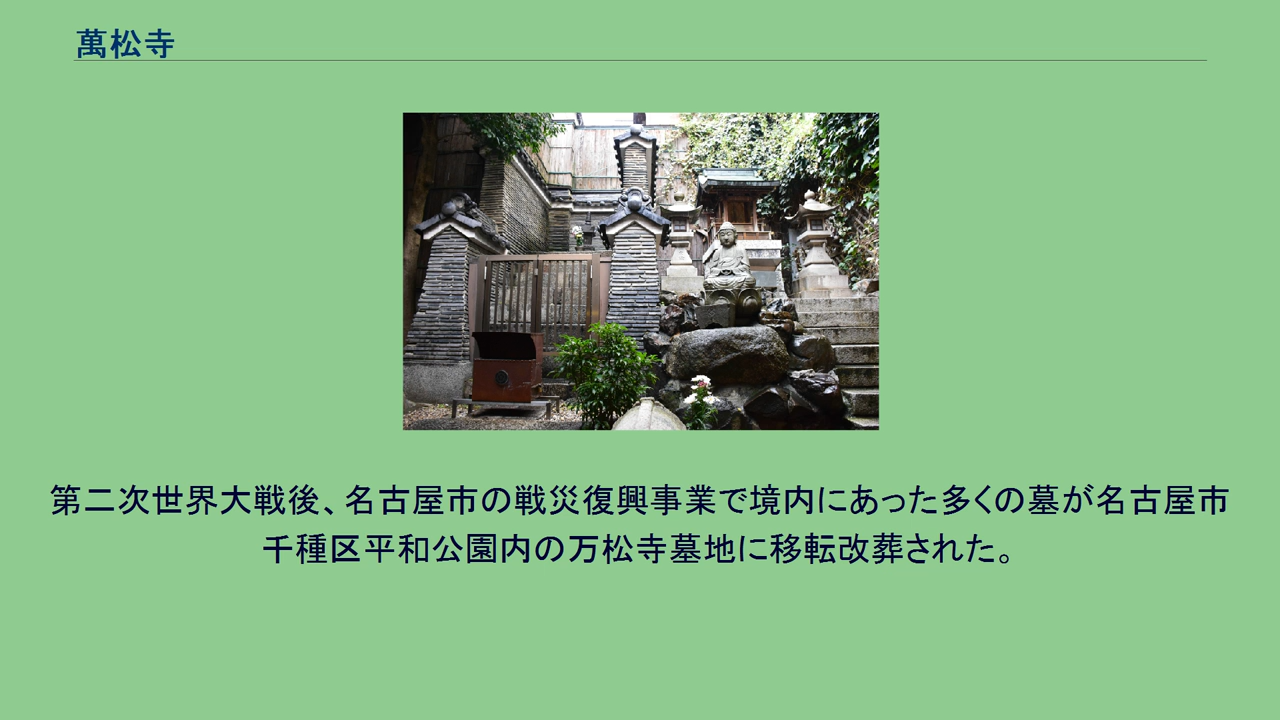 萬松寺
第二次世界大戦後、名古屋市の戦災復興事業で境内にあった多くの墓が名古屋市
千種区平和公園内の万松寺墓地に移転改葬された。